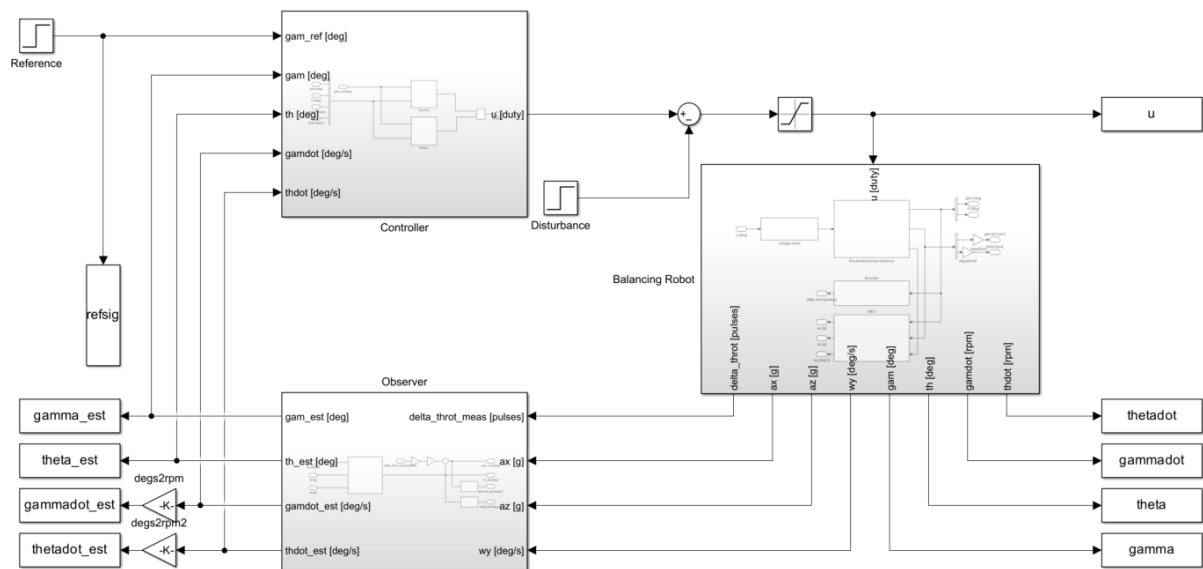 Reference
gam_ref [deg]
gam [deg]
th [deg]
gamdot [deg/s]
thdot [deg/s]
u [duty]
Controller
Disturbance
+
−
u
u [duty]
Balancing Robot
delta_throt [pulses]
ax [g]
az [g]
wy [deg/s]
gam [deg]
th [deg]
gamdot [rpm]
thdot [rpm]
refsig
Observer
gam_est [deg]
th_est [deg]
gamdot_est [deg/s]
thdot_est [deg/s]
delta_throt_meas [pulses]
ax [g]
az [g]
wy [deg/s]
gamma_est
theta_est
degs2rpm
gammadot_est
-K-
degs2rpm2
thetadot_est
-K-
thetadot
gammadot
theta
gamma